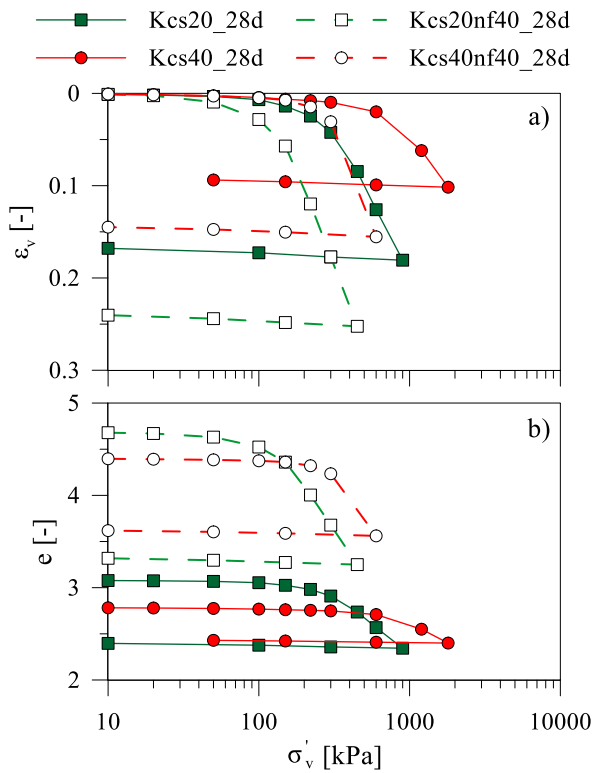 Kcs20_28d Kcs20nf40_28d
Kcs40_28d Kcs40nf40_28d
0
0.1
0.2
0.3
εv [-]
a)
5
4
3
2
e [-]
b)
10 100 1000 10000
σ'v [kPa]